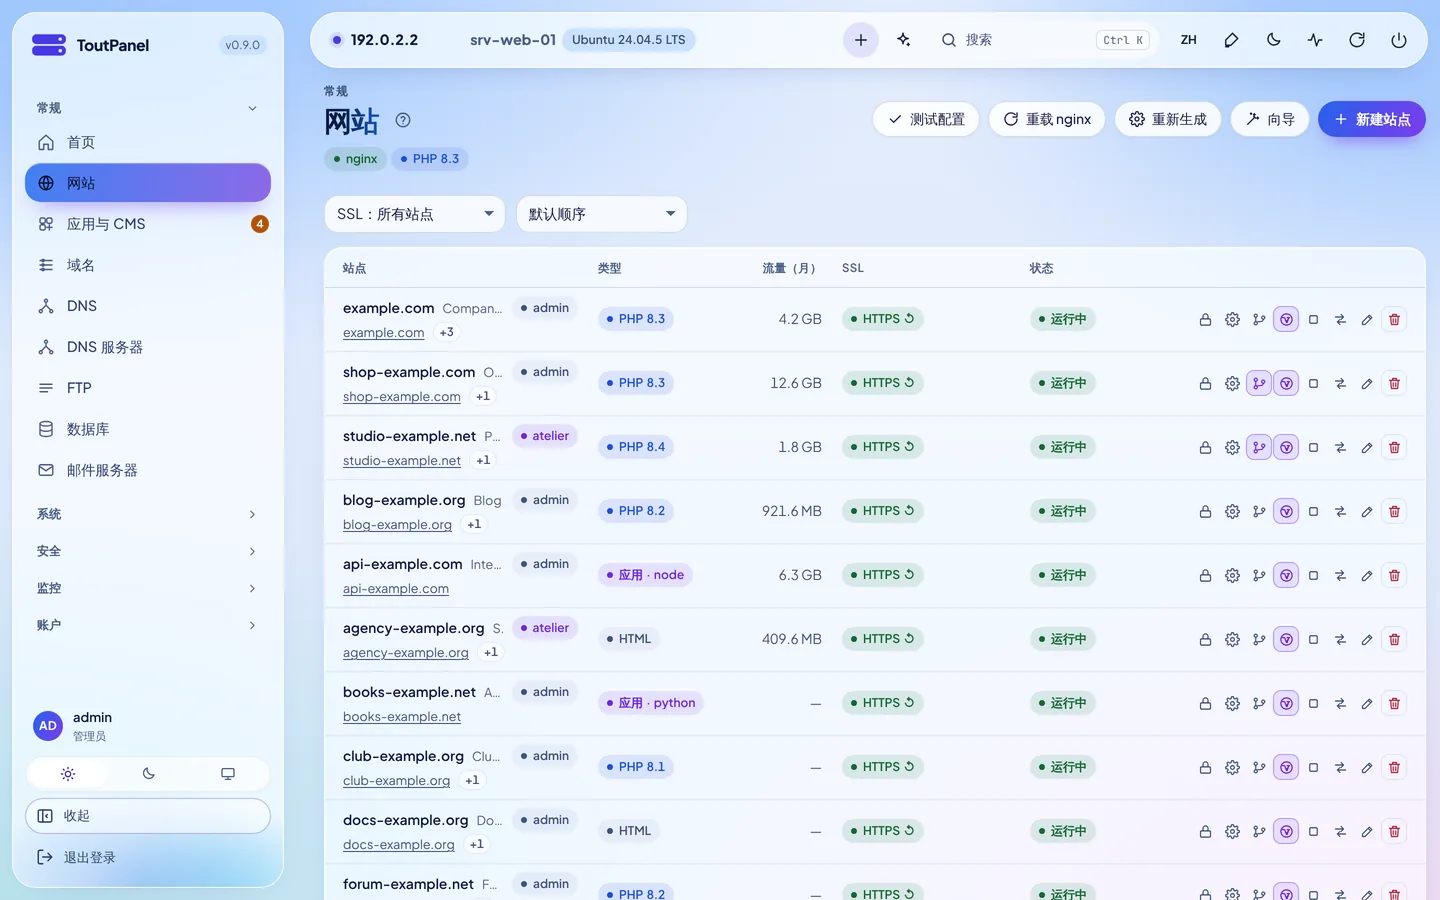 ToutPanel
v0.9.0
常规
首页
网站
应用与 CMS
4
域名
DNS
DNS 服务器
FTP
数据库
邮件服务器
系统
安全
监控
账户
AD
admin
管理员
收起
退出登录
192.0.2.2
srv-web-01
Ubuntu 24.04.5 LTS
搜索
Ctrl K
ZH
常规
网站
测试配置
重载 nginx
重新生成
向导
新建站点
nginx
PHP 8.3
SSL：所有站点
默认顺序
站点 类型 流量（月） SSL 状态
example.com Compan... admin PHP 8.3 4.2 GB HTTPS 运行中
example.com +3
shop-example.com O... admin PHP 8.3 12.6 GB HTTPS 运行中
shop-example.com +1
studio-example.net P... atelier PHP 8.4 1.8 GB HTTPS 运行中
studio-example.net +1
blog-example.org Blog admin PHP 8.2 921.6 MB HTTPS 运行中
blog-example.org +1
api-example.com Inte... admin 应用 · node 6.3 GB HTTPS 运行中
api-example.com
agency-example.org S. atelier HTML 409.6 MB HTTPS 运行中
agency-example.org +1
books-example.net A... admin 应用 · python — HTTPS 运行中
books-example.net
club-example.org Clu... admin PHP 8.1 — HTTPS 运行中
club-example.org +1
docs-example.org Do... admin HTML — HTTPS 运行中
docs-example.org +1
forum-example.net F... admin PHP 8.2 — HTTPS 运行中